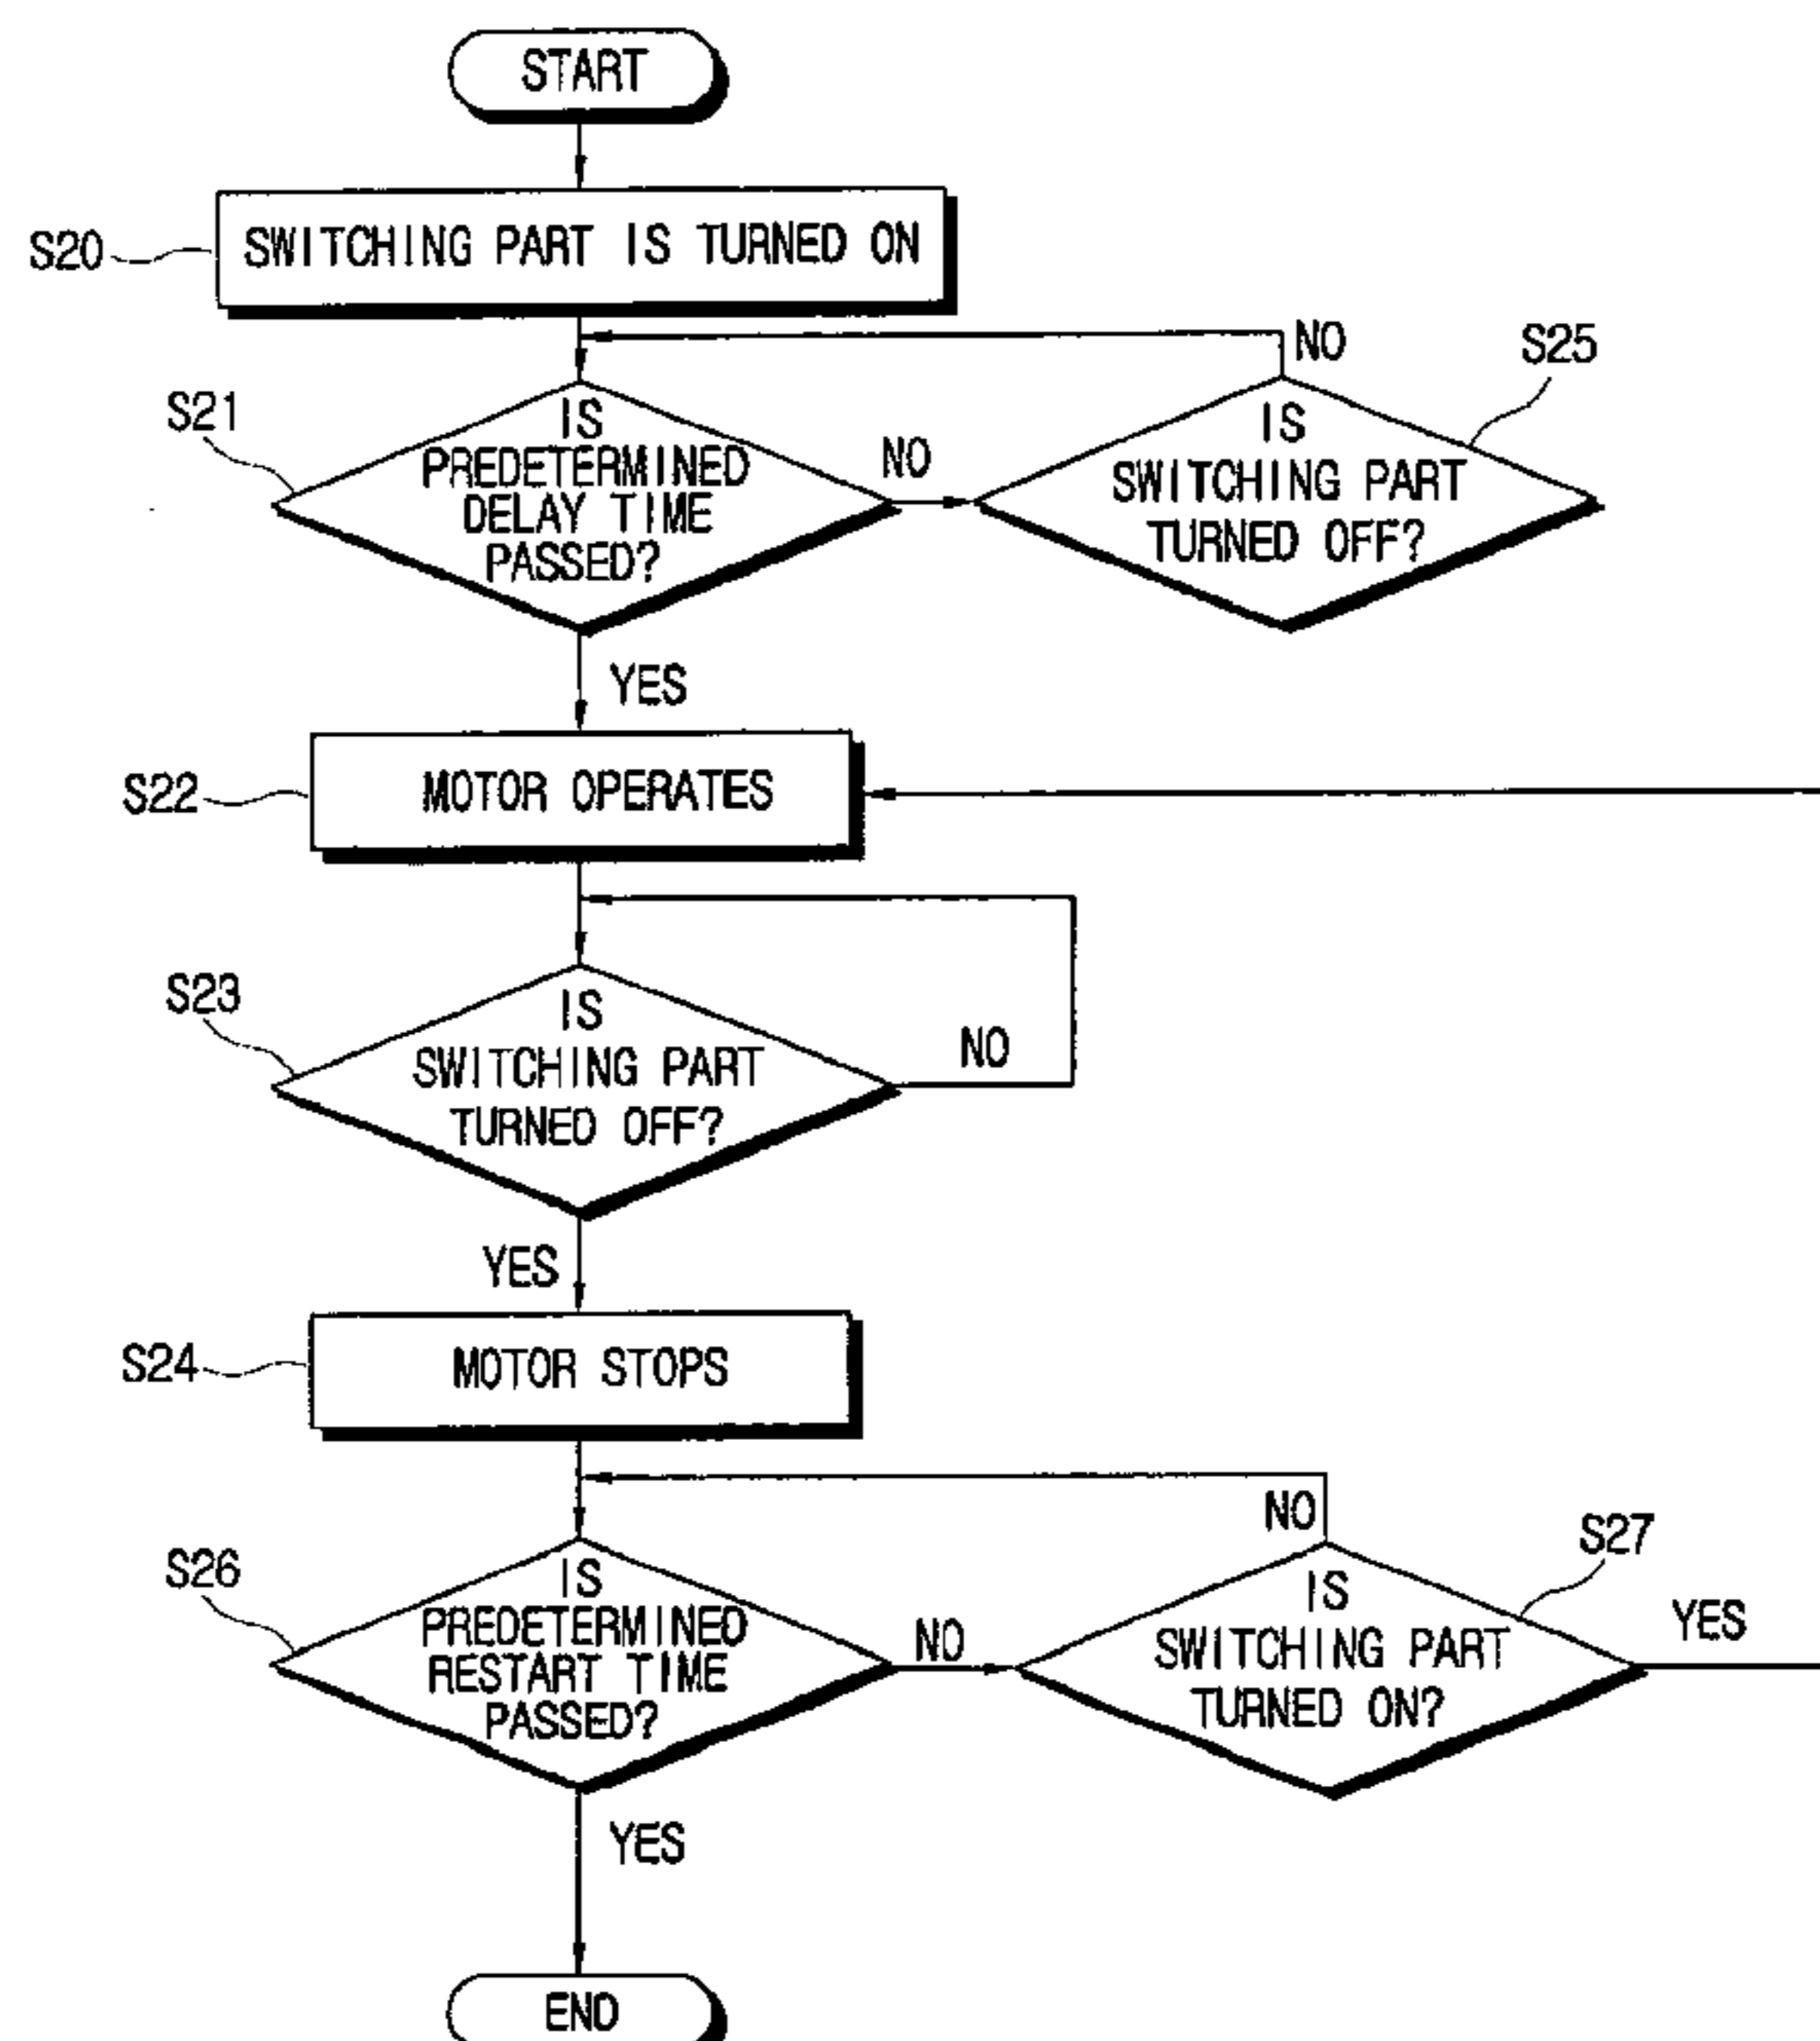 START
S20
SWITCHING PART IS TURNED ON
NO
S25
S21
IS
PREDETERMINED
DELAY TIME
PASSED?
NO
IS
SWITCHING PART
TURNED OFF?
YES
S22
MOTOR OPERATES
S23
IS
SWITCHING PART
TURNED OFF?
NO
YES
S24
MOTOR STOPS
NO
S27
S26
IS
PREDETERMINED
RESTART TIME
PASSED?
NO
IS
SWITCHING PART
TURNED ON?
YES
YES
END